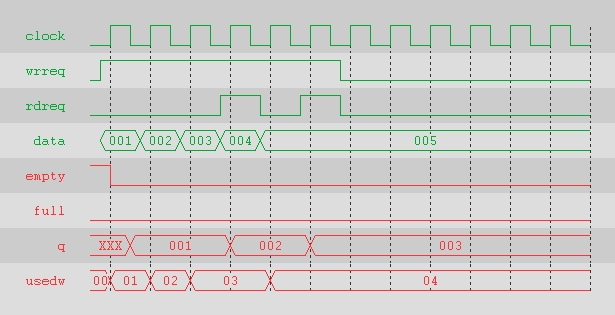 clock
wrreq
rdreq
data 001 002 003 004 005
empty
full
q XXX 001 002 003
usedw 00 01 02 03 04